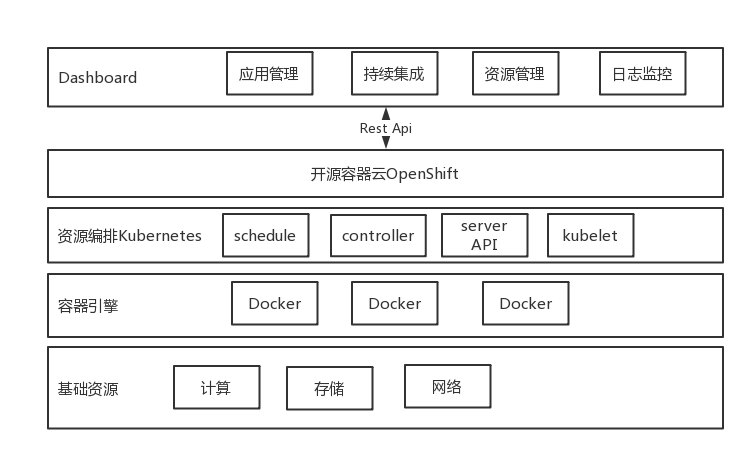 Dashboard
应用管理
持续集成
资源管理
日志监控
Rest Api
开源容器云OpenShift
资源编排Kubernetes
schedule
controller
server
API
kubelet
容器引擎
Docker
Docker
Docker
基础资源
计算
存储
网络